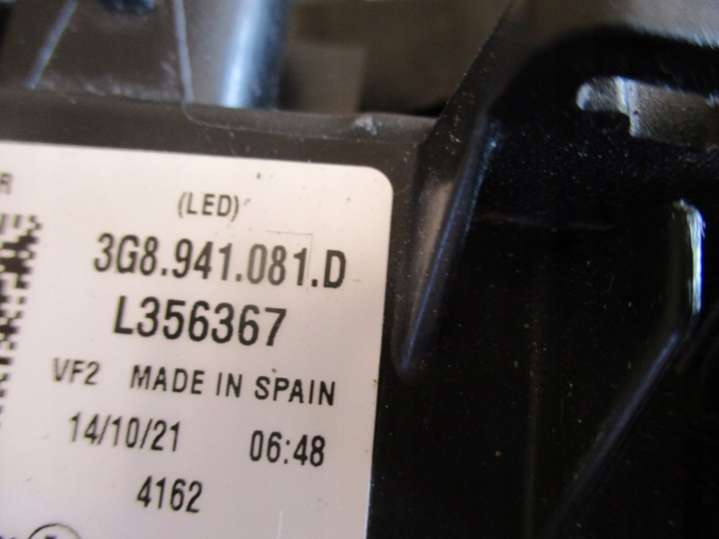 R
(LED)
3G8.941.081.D
L356367
VF2 MADE IN SPAIN
14/10/21 06:48
4162